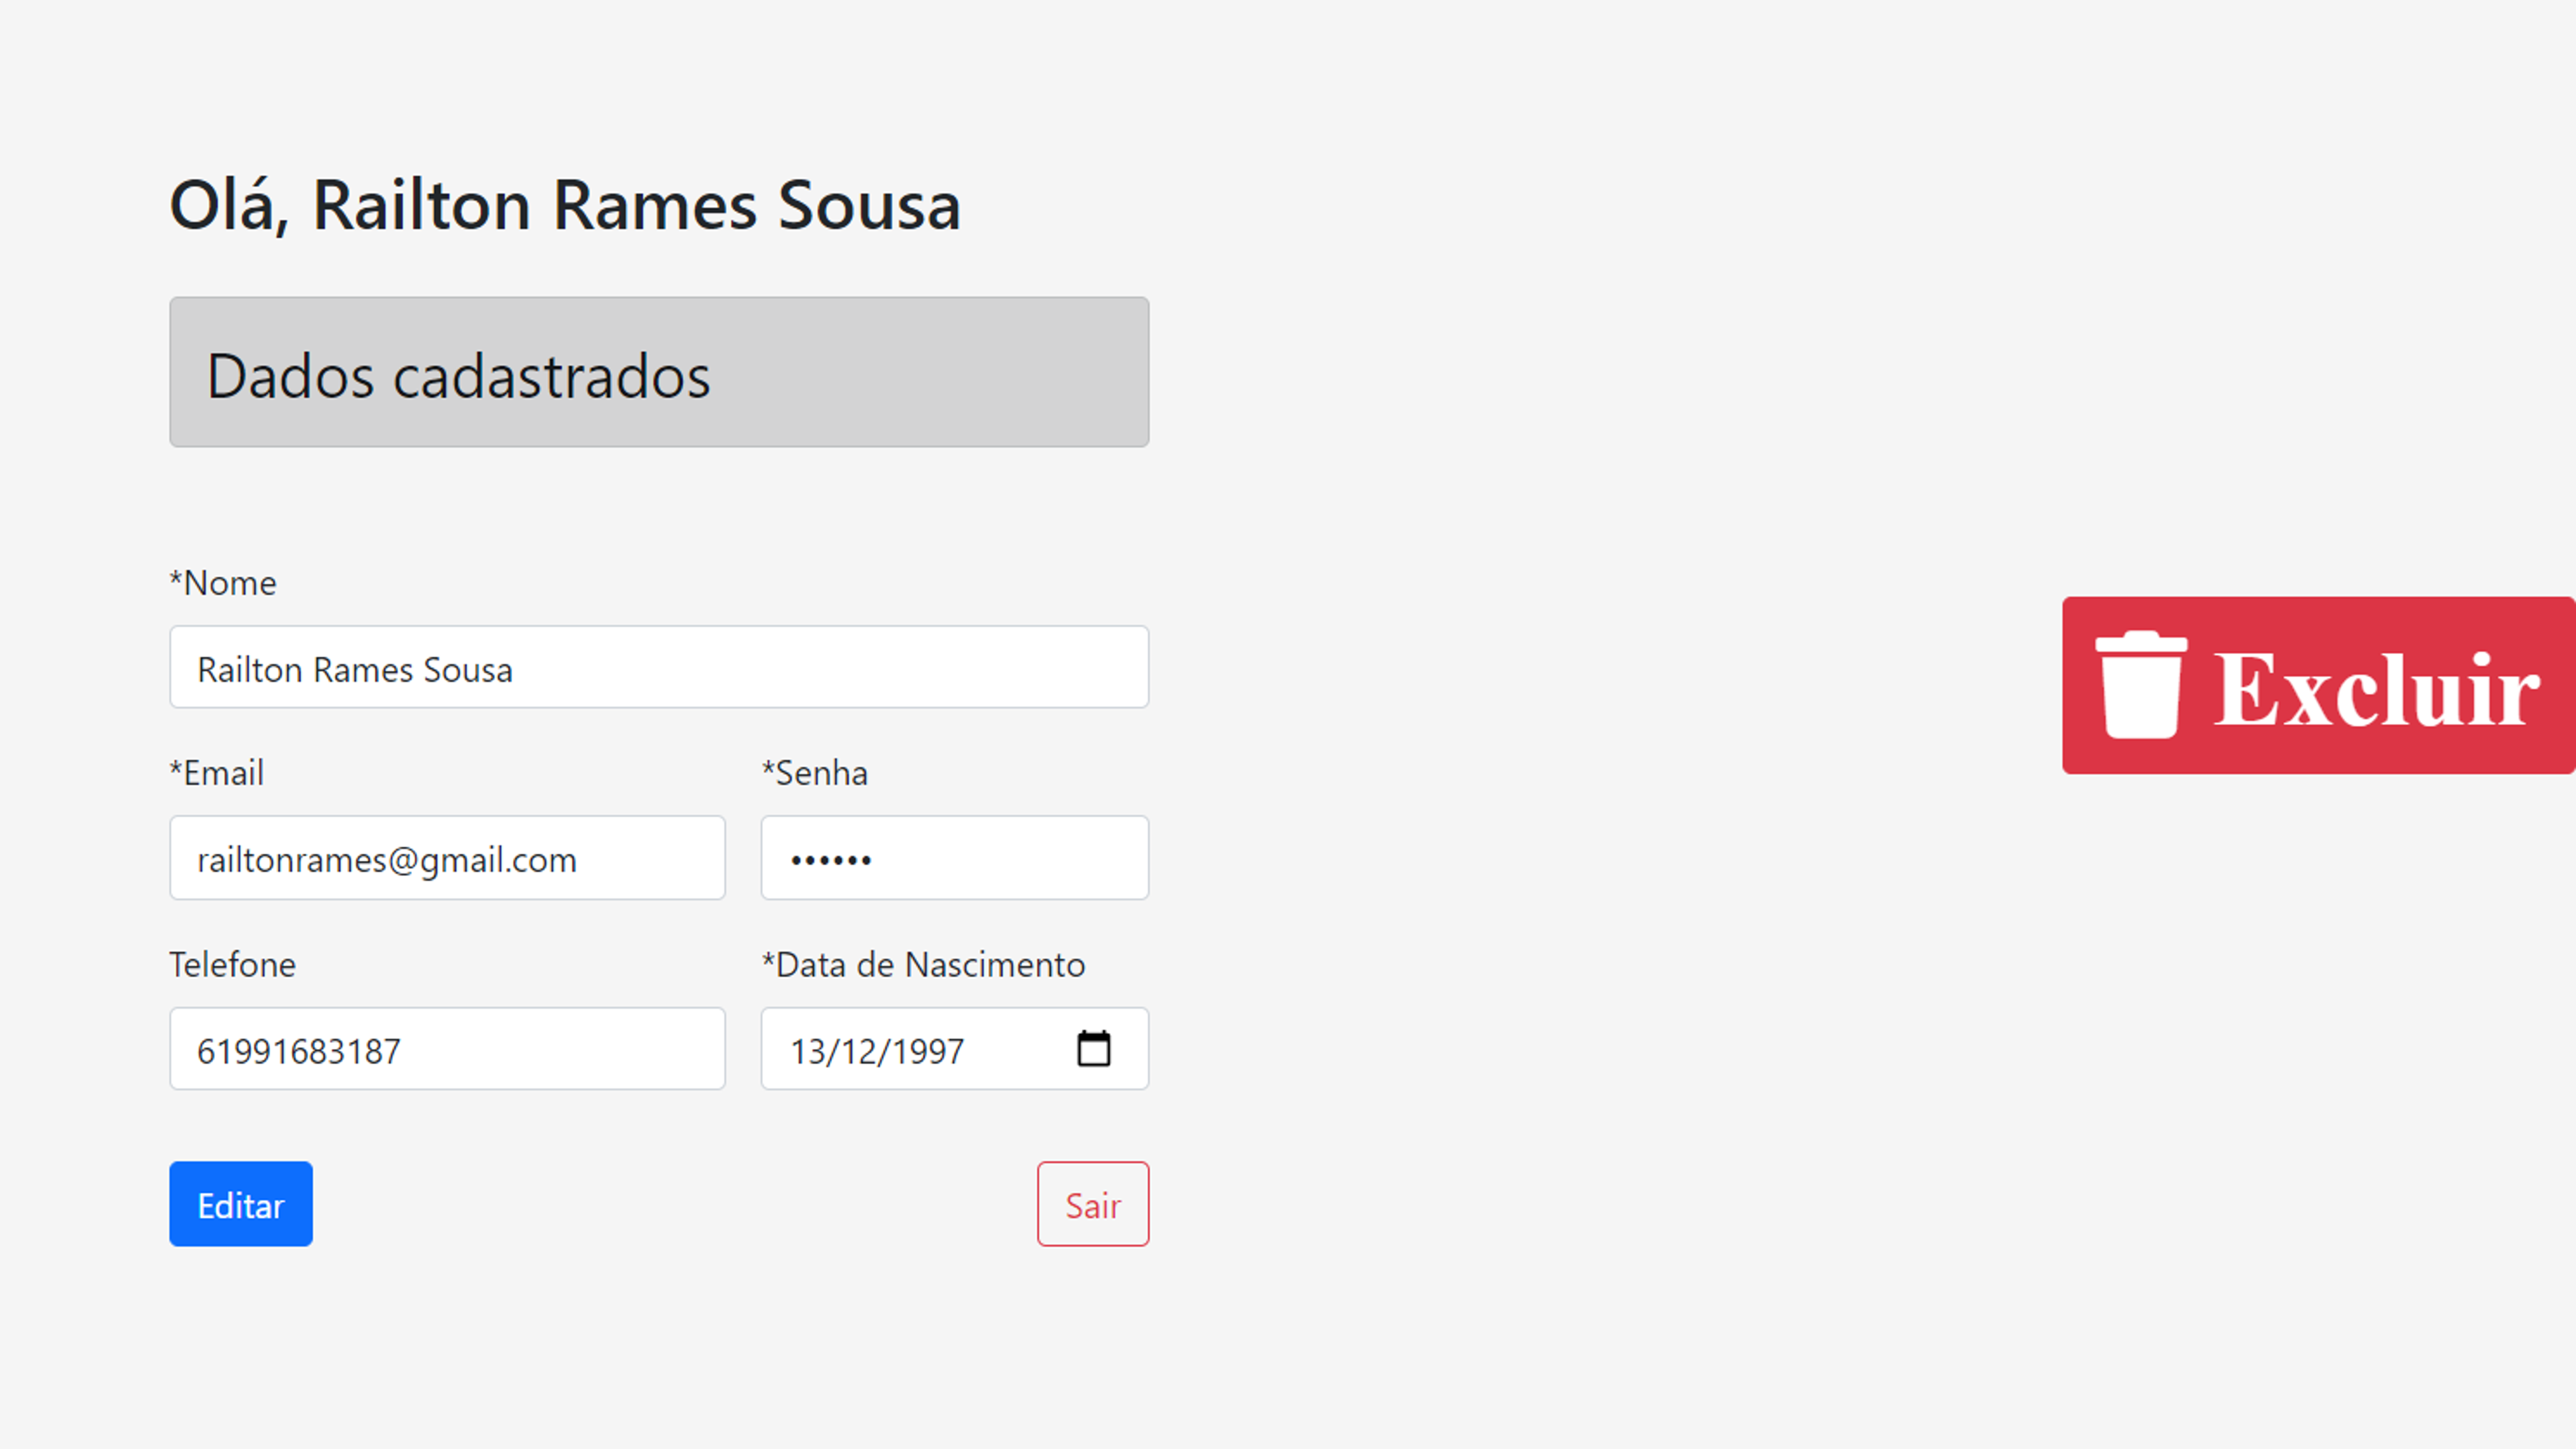 Olá, Railton Rames Sousa
Dados cadastrados
*Nome
Railton Rames Sousa
Excluir
*Email
*Senha
railtonrames@gmail.com
••••••
Telefone
*Data de Nascimento
61991683187
13/12/1997
Editar
Sair